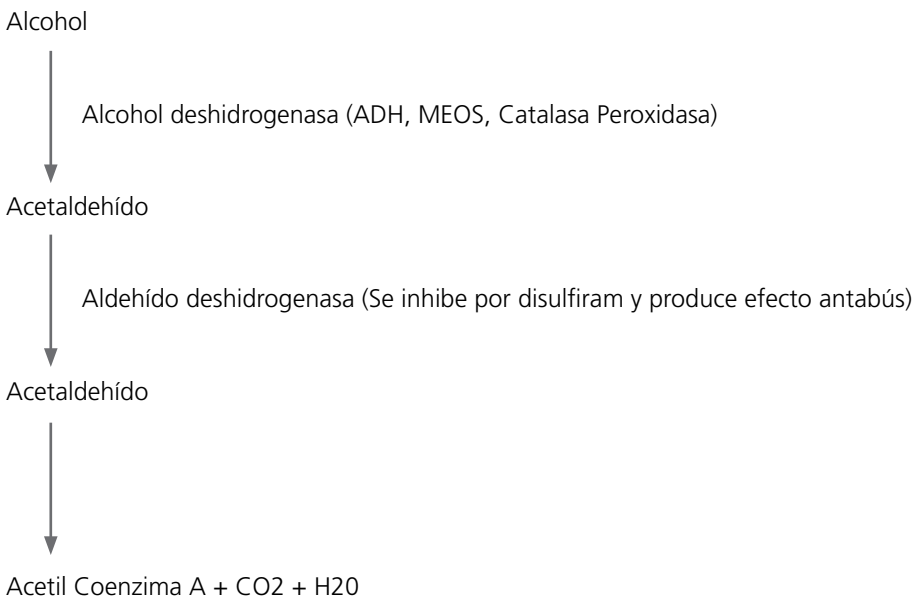 Alcohol
Alcohol deshidrogenasa (ADH, MEOS, Catalasa Peroxidasa)
Acetaldehído
Aldehído deshidrogenasa (Se inhibe por disulfiram y produce efecto antabús)
Acetaldehído
Acetil Coenzima A + CO2 + H20